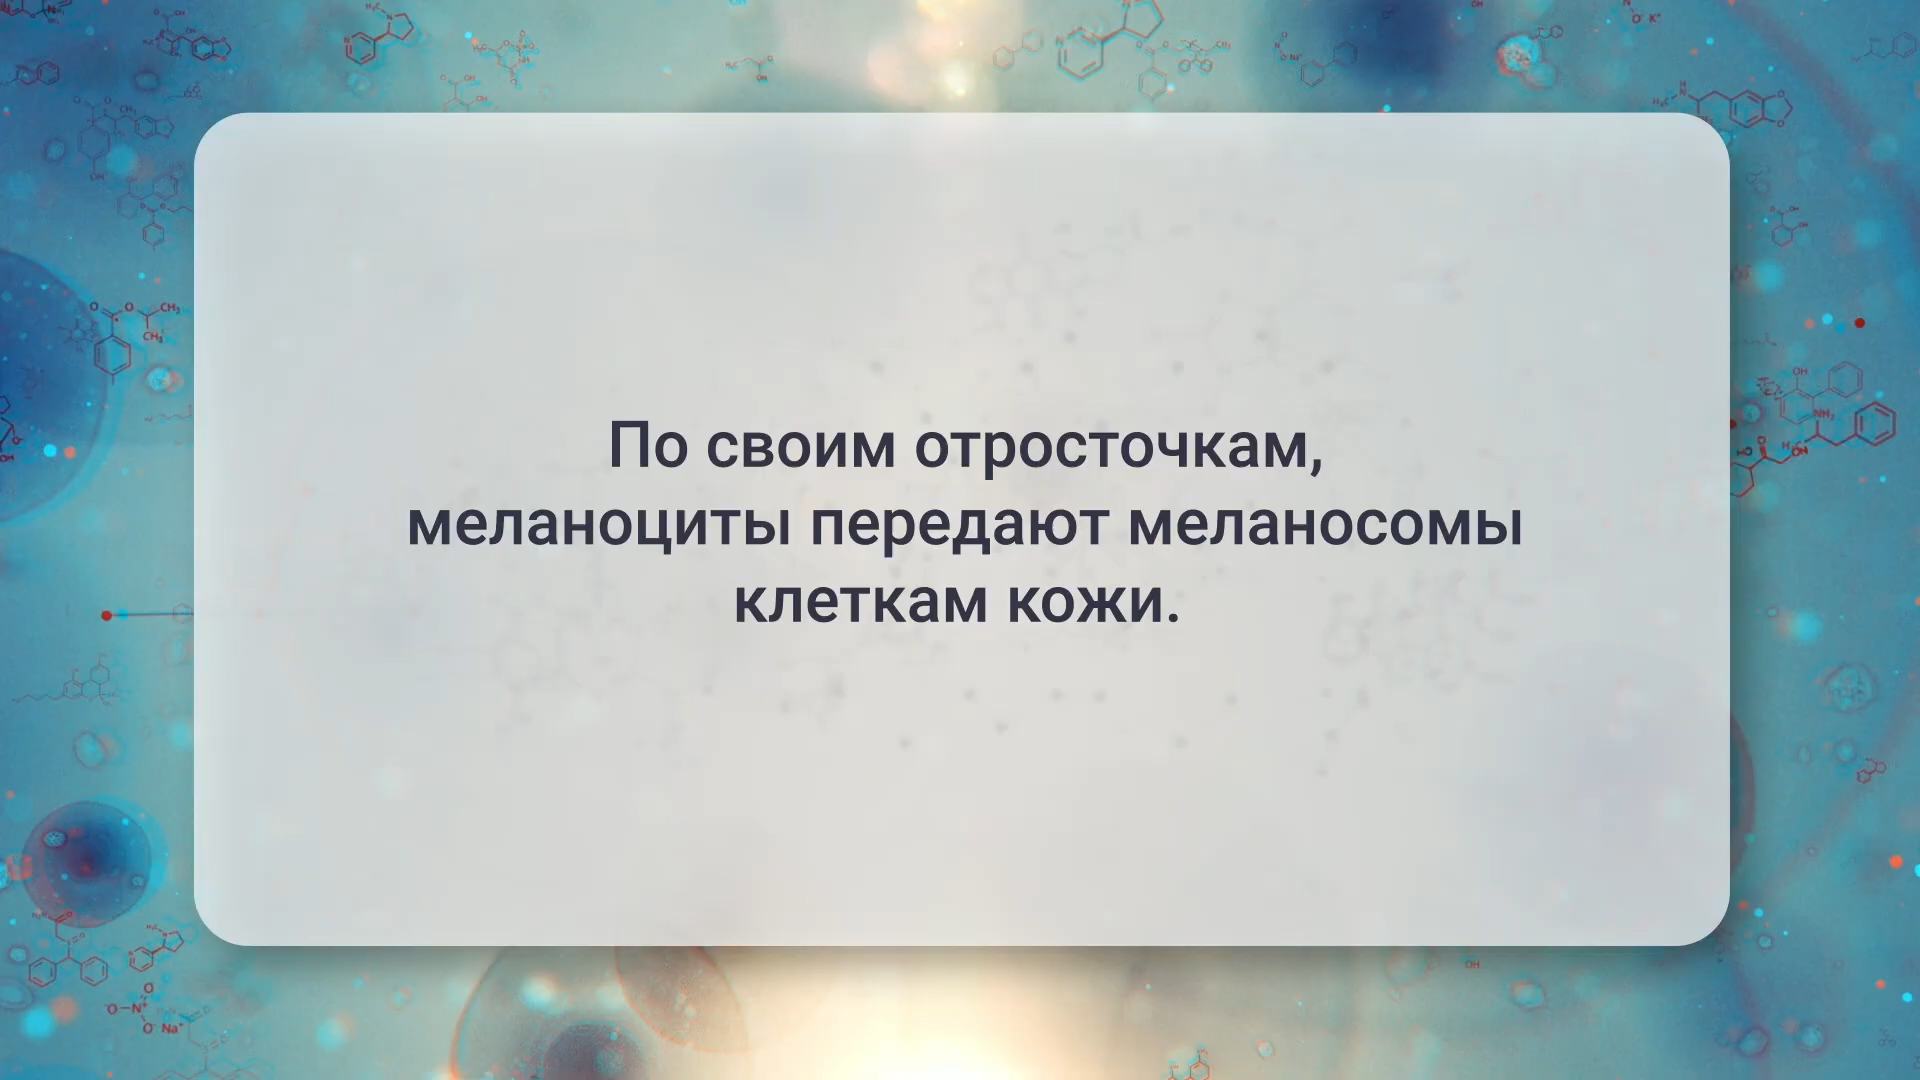 По своим отросточкам,
меланоциты передают меланосомы
клеткам кожи.